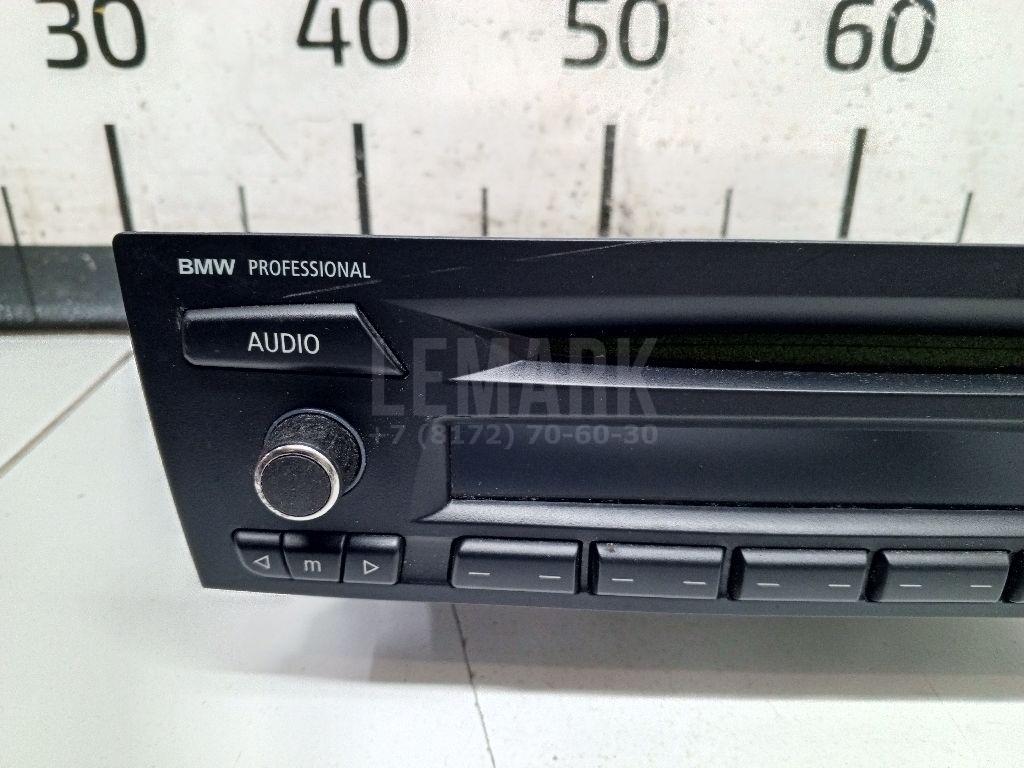 30 40 50 60
BMW PROFESSIONAL
AUDIO
LEMARK
+7 (8172) 70-60-30
m